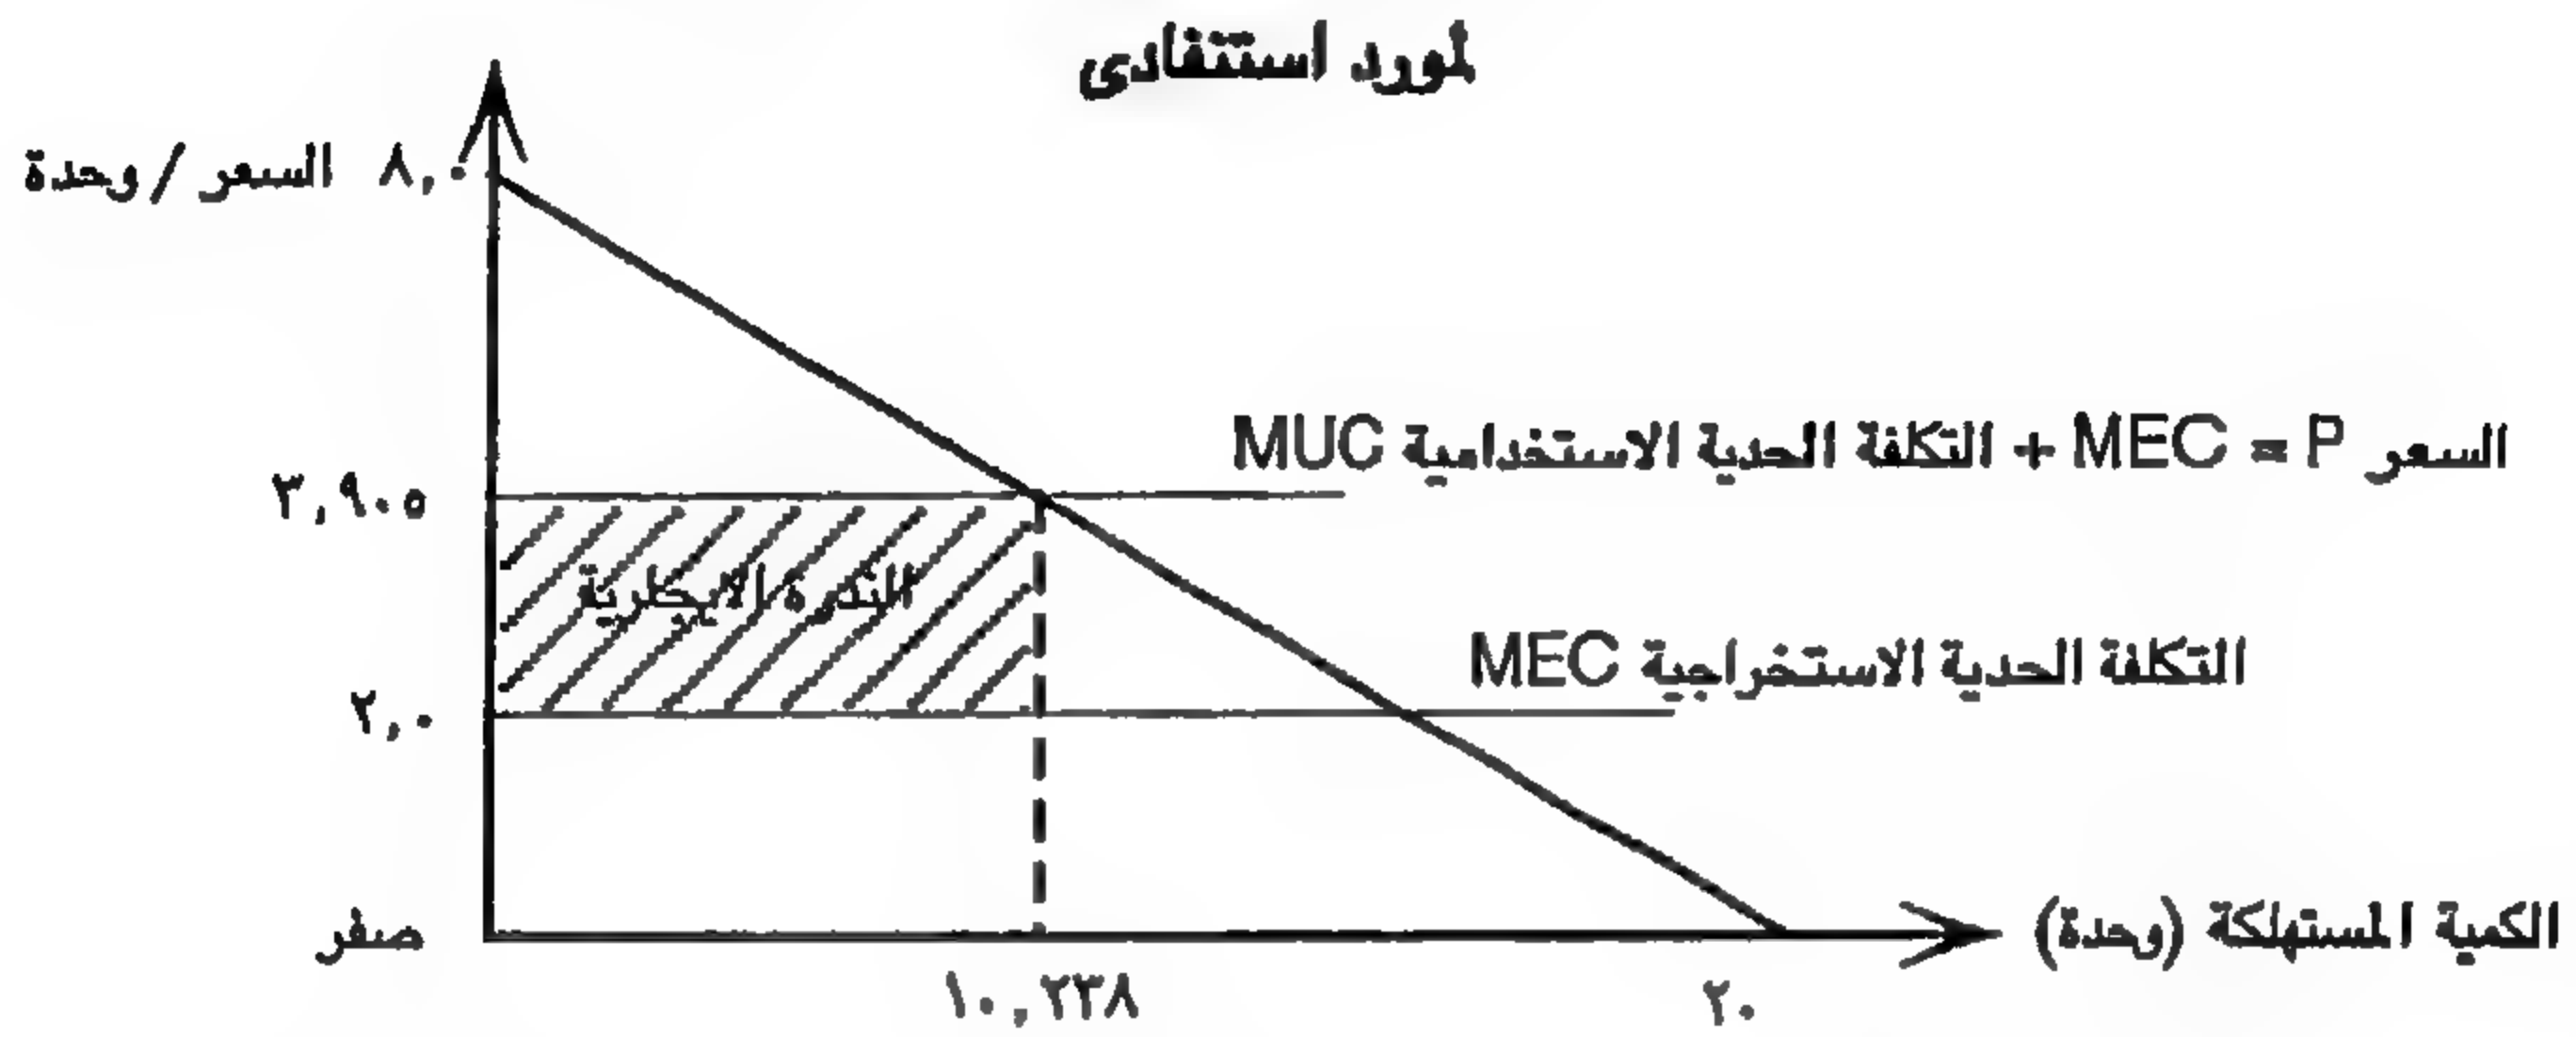 لمورد استنفادى
السعر / وحدة ٨,٠
السعر MEC = P + التكلفة الحدية الاستخدامية MUC
٣,٩٠٥
الندرة الايجارية
التكلفة الحدية الاستخراجية MEC
٢,٠
صفر
الكمية المستهلكة (وحدة)
١٠,٢٣٨
٢٠